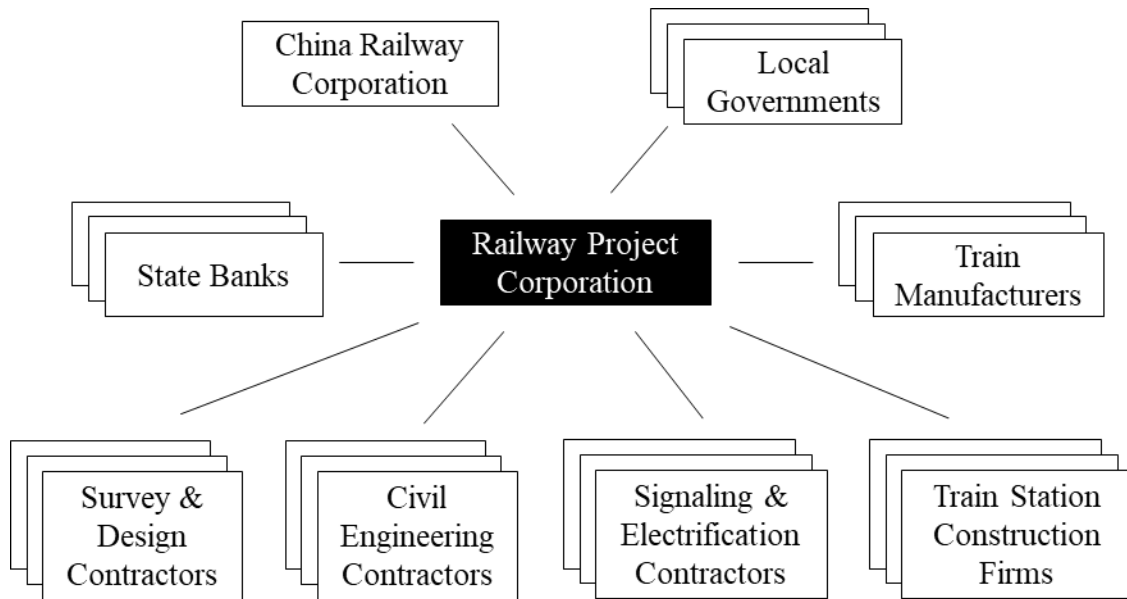 China Railway
Corporation
Local
Governments
State Banks
Railway Project
Corporation
Train
Manufacturers
Survey &
Design
Contractors
Civil
Engineering
Contractors
Signaling &
Electrification
Contractors
Train Station
Construction
Firms